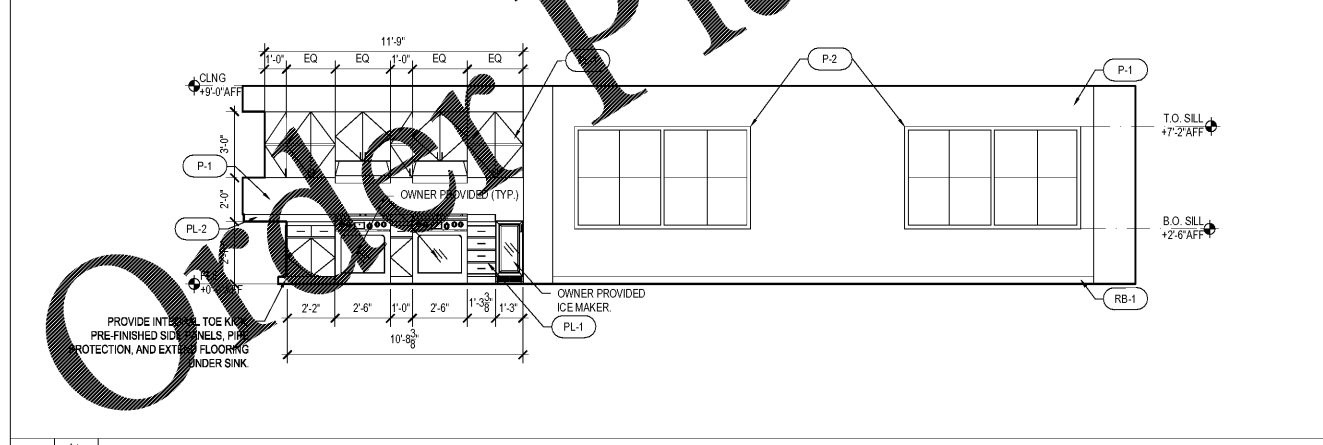 11'-9"
1'-0" EQ EQ 1'-0" EQ EQ
P-2
P-1
CLNG
+9'-0"AFF
T.O. SILL
+7'-2"AFF
3'-0"
P-1
2'-0"
OWNER PROVIDED (TYP.)
PL-2
B.O. SILL
+2'-6"AFF
2'-2" 2'-6" 1'-0" 2'-6" 1'-3 3/8" 1'-3"
OWNER PROVIDED
ICE MAKER.
RB-1
PL-1
10'-8 3/8"
PROVIDE INTEGRAL TOE KICK,
PRE-FINISHED SIDE PANELS, PIPE
PROTECTION, AND EXTEND FLOORING
UNDER SINK.
Order